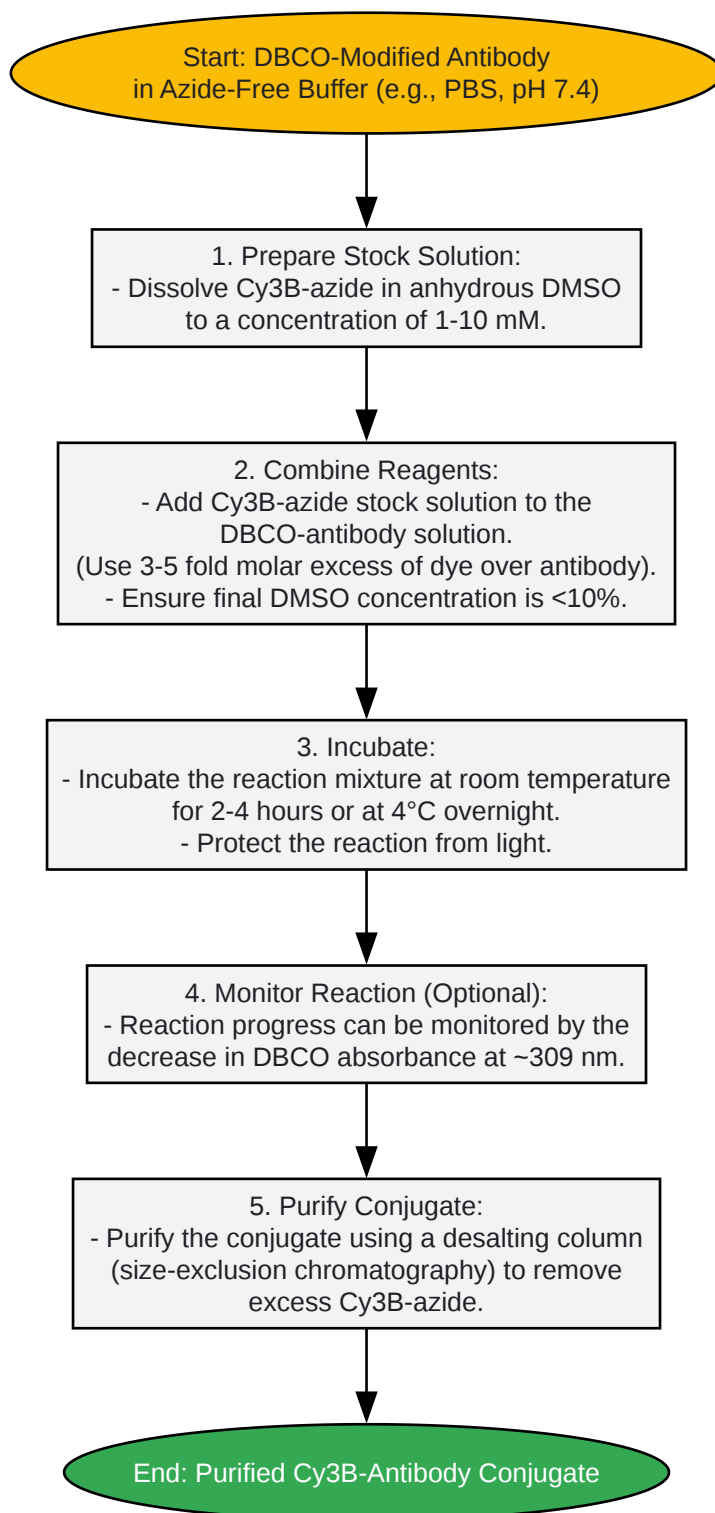 Start: DBCO-Modified Antibody
in Azide-Free Buffer (e.g., PBS, pH 7.4)
1. Prepare Stock Solution:
- Dissolve Cy3B-azide in anhydrous DMSO
to a concentration of 1-10 mM.
2. Combine Reagents:
- Add Cy3B-azide stock solution to the
DBCO-antibody solution.
(Use 3-5 fold molar excess of dye over antibody).
- Ensure final DMSO concentration is <10%.
3. Incubate:
- Incubate the reaction mixture at room temperature
for 2-4 hours or at 4°C overnight.
- Protect the reaction from light.
4. Monitor Reaction (Optional):
- Reaction progress can be monitored by the
decrease in DBCO absorbance at ~309 nm.
5. Purify Conjugate:
- Purify the conjugate using a desalting column
(size-exclusion chromatography) to remove
excess Cy3B-azide.
End: Purified Cy3B-Antibody Conjugate